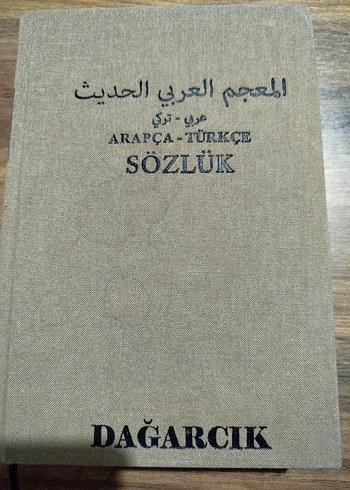 المعجم العربي الحديث
عربي - تركي
ARAPÇA - TÜRKÇE
SÖZLÜK
DAĞARCIK